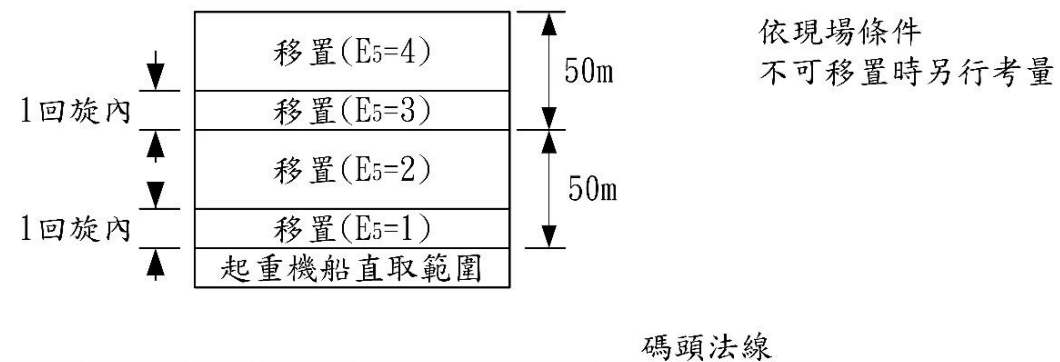 移置(E5=4)
依現場條件
不可移置時另行考量
50m
1回旋內
移置(E5=3)
移置(E5=2)
50m
1回旋內
移置(E5=1)
起重機船直取範圍
碼頭法線